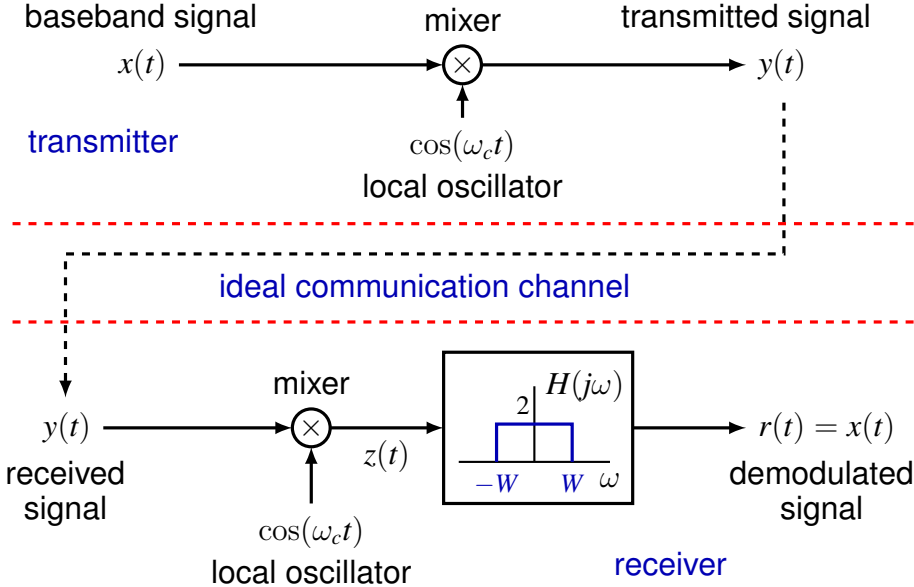 baseband signal
mixer
transmitted signal
x(t)
×
y(t)
cos(ω_c t)
transmitter
local oscillator
ideal communication channel
mixer
H(jω)
2
y(t)
×
z(t)
r(t) = x(t)
−W
W
ω
received
signal
demodulated
signal
cos(ω_c t)
local oscillator
receiver